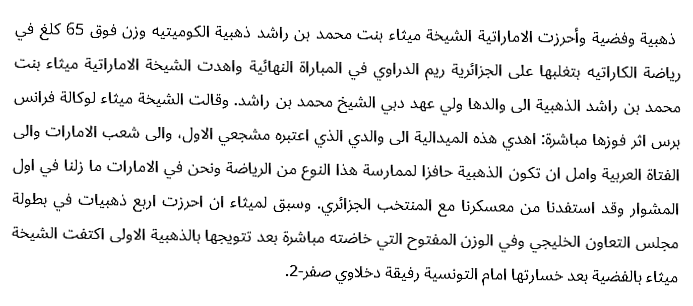 ذهبية وفضية وأحرزت الاماراتية الشيخة ميثاء بنت محمد بن راشد ذهبية الكوميتيه وزن فوق 65 كلغ في
رياضة الكاراتيه بتغلبها على الجزائرية ريم الدراوي في المباراة النهائية واهدت الشيخة الاماراتية ميثاء بنت
محمد بن راشد الذهبية الى والدها ولي عهد دبي الشيخ محمد بن راشد. وقالت الشيخة ميثاء لوكالة فرانس
برس اثر فوزها مباشرة: اهدي هذه الميدالية الى والدي الذي اعتبره مشجعي الاول، والى شعب الامارات والى
الفتاة العربية وامل ان تكون الذهبية حافزا لممارسة هذا النوع من الرياضة ونحن في الامارات ما زلنا في اول
المشوار وقد استفدنا من معسكرنا مع المنتخب الجزائري. وسبق لميثاء ان احرزت اربع ذهبيات في بطولة
مجلس التعاون الخليجي وفي الوزن المفتوح التي خاضته مباشرة بعد تتويجها بالذهبية الاولى اكتفت الشيخة
ميثاء بالفضية بعد خسارتها امام التونسية رفيقة دخلاوي صفر-2.